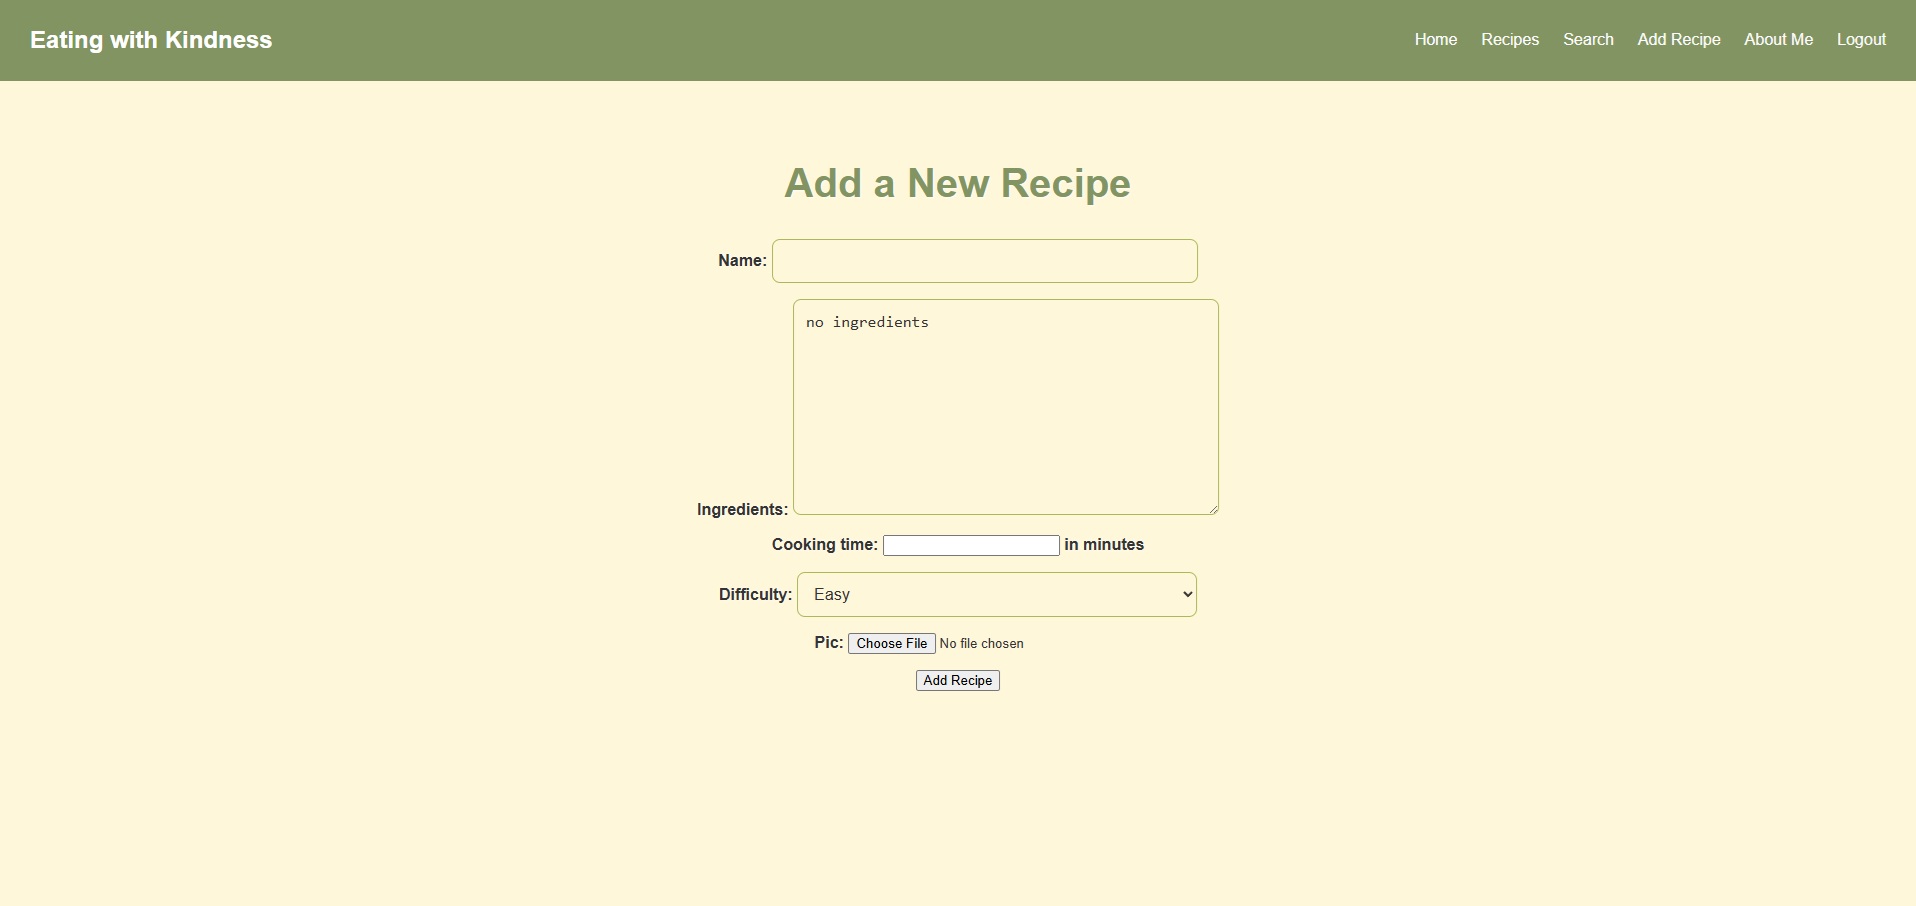 Eating with Kindness
Home Recipes Search Add Recipe About Me Logout
Add a New Recipe
Name:
no ingredients
Ingredients:
Cooking time: in minutes
Difficulty: Easy
Pic: Choose File No file chosen
Add Recipe